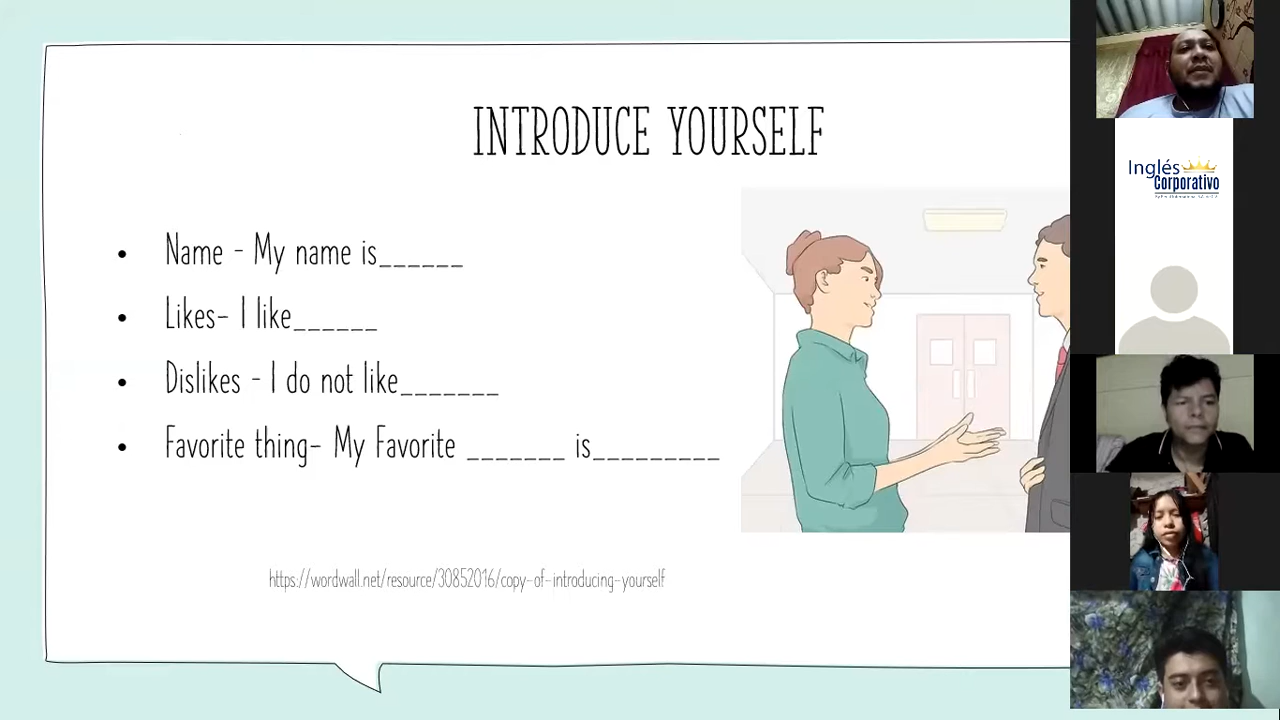 INTRODUCE YOURSELF
• Name - My name is______
• Likes- I like______
• Dislikes - I do not like_______
• Favorite thing- My Favorite _______ is_________
https://wordwall.net/resource/30852016/copy-of-introducing-yourself
Inglés
Corporativo